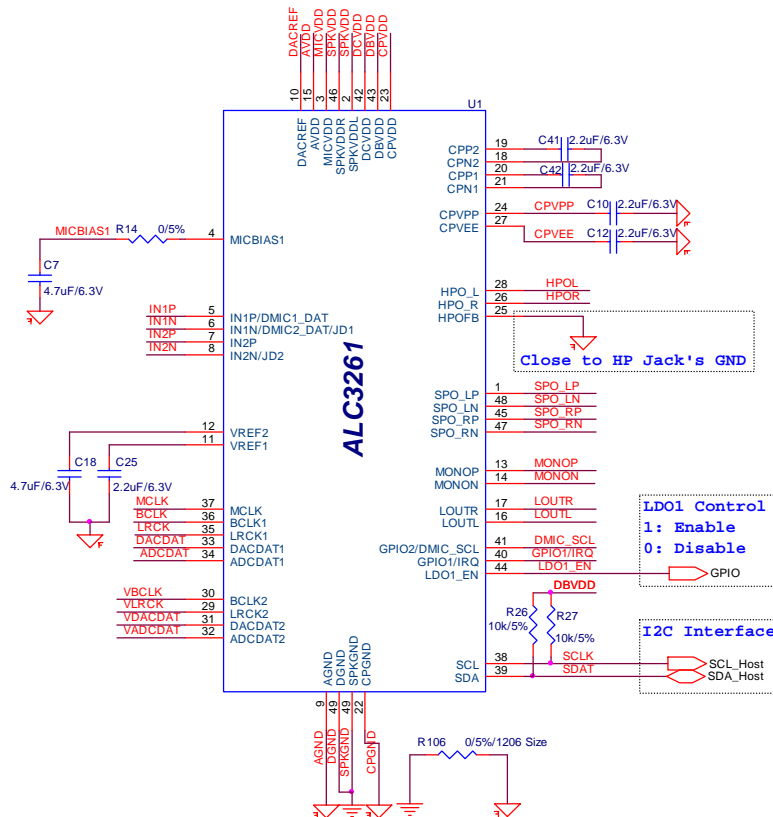 DACREF
AVDD
MICVDD
SPKVDD
SPKVDD
DCVDD
DBVDD
CPVDD
10
15
3
46
2
42
43
23
U1
DACREF
AVDD
MICVDD
SPKVDDR
SPKVDDL
DCVDD
DBVDD
CPVDD
ALC3261
CPP2 19 C41 2.2uF/6.3V
CPN2 18
CPP1 20 C42 2.2uF/6.3V
CPN1 21
CPVPP 24 CPVPP C10 2.2uF/6.3V
CPVEE 27 CPVEE C12 2.2uF/6.3V
MICBIAS1 R14 0/5% 4 MICBIAS1
C7
4.7uF/6.3V
HPO_L 28 HPOL
HPO_R 26 HPOR
HPOFB 25
Close to HP Jack's GND
IN1P 5 IN1P/DMIC1_DAT
IN1N 6 IN1N/DMIC2_DAT/JD1
IN2P 7 IN2P
IN2N 8 IN2N/JD2
SPO_LP 1 SPO_LP
SPO_LN 48 SPO_LN
SPO_RP 45 SPO_RP
SPO_RN 47 SPO_RN
12 VREF2
11 VREF1
C18 C25
4.7uF/6.3V 2.2uF/6.3V
MONOP 13 MONOP
MONON 14 MONON
MCLK 37 MCLK
BCLK 36 BCLK1
LRCK 35 LRCK1
DACDAT 33 DACDAT1
ADCDAT 34 ADCDAT1
LOUTR 17 LOUTR
LOUTL 16 LOUTL
GPIO2/DMIC_SCL 41 DMIC_SCL
GPIO1/IRQ 40 GPIO1/IRQ
LDO1_EN 44 LDO1_EN
LDO1 Control
1: Enable
0: Disable
GPIO
VBCLK 30 BCLK2
VLRCK 29 LRCK2
VDACDAT 31 DACDAT2
VADCDAT 32 ADCDAT2
DBVDD
R26 R27
10k/5% 10k/5%
I2C Interface
SCL 38 SCLK SCL_Host
SDA 39 SDAT SDA_Host
AGND
DGND
SPKGND
CPGND
9
49
49
22
AGND
DGND
SPKGND
CPGND
R106 0/5%/1206 Size